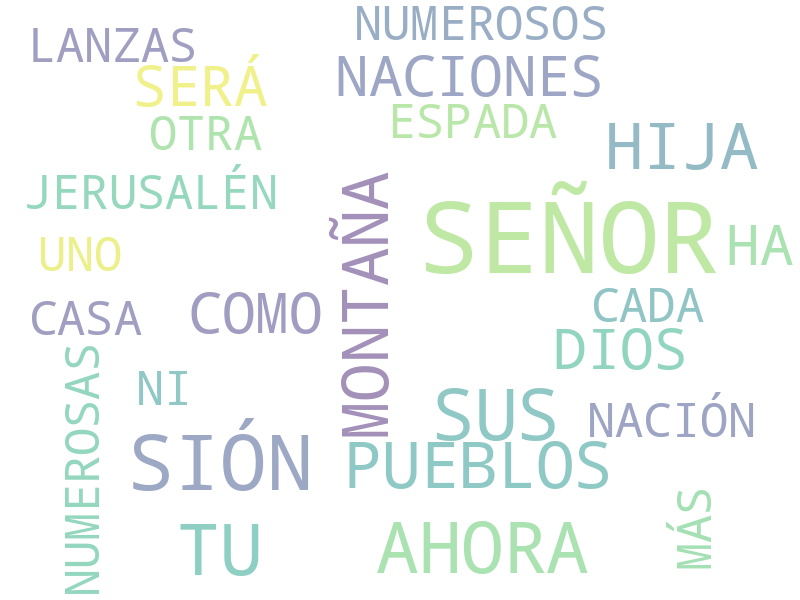 NUMEROSOS
LANZAS
NACIONES
SERÁ
ESPADA
OTRA
HIJA
JERUSALÉN
MONTAÑA
SEÑOR
HA
UNO
CADA
COMO
CASA
DIOS
NUMEROSAS
NI
SUS
NACIÓN
SIÓN
PUEBLOS
MÁS
TU
AHORA